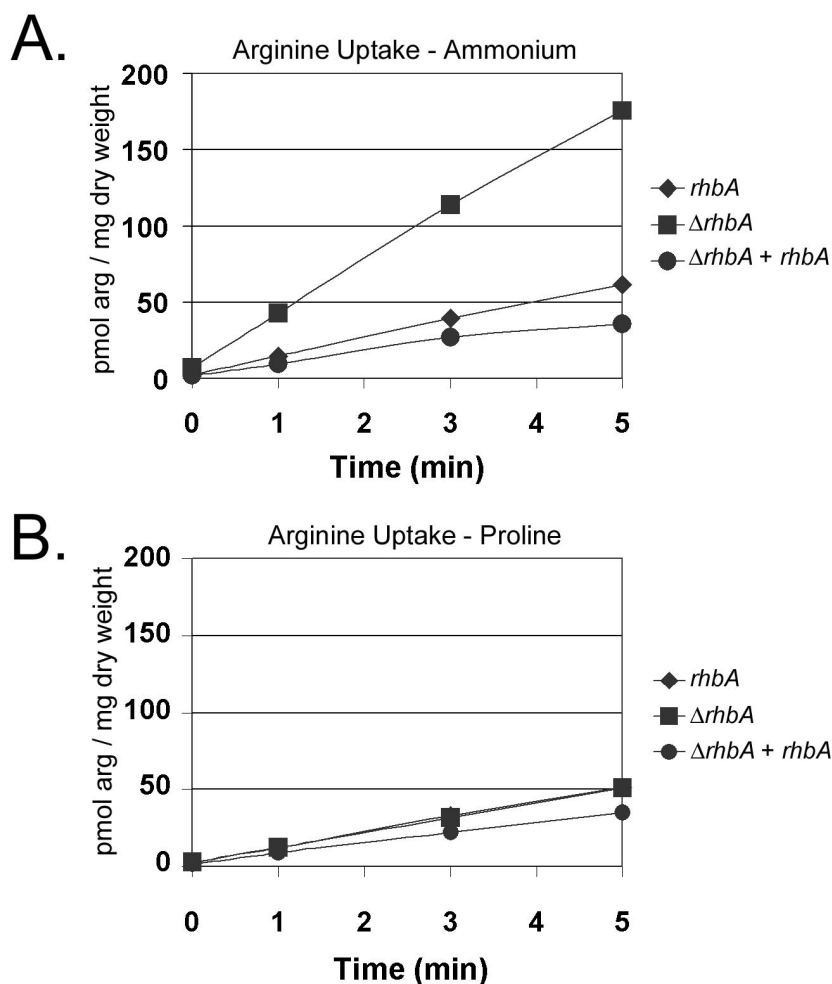 A.
Arginine Uptake - Ammonium
pmol arg / mg dry weight
200
150
100
50
0
0 1 2 3 4 5
Time (min)
rhbA
ΔrhbA
ΔrhbA + rhbA
B.
Arginine Uptake - Proline
pmol arg / mg dry weight
200
150
100
50
0
0 1 2 3 4 5
Time (min)
rhbA
ΔrhbA
ΔrhbA + rhbA